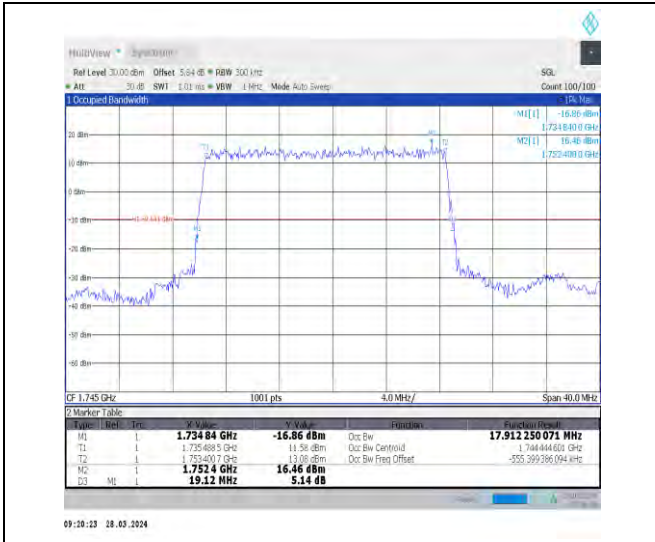 MultiView Spectrum
Ref Level 30.00 dBm Offset 5.84 dB RBW 300 kHz SGL
Att 30 dB SWT 1.01 ms VBW 1 MHz Mode Auto Sweep Count 100/100
1 Occupied Bandwidth 1Pk Max
M1[1] -16.86 dBm
1.734 840 0 GHz
M2[1] 16.46 dBm
1.752 400 0 GHz
20 dBm
T1 M2 T2
10 dBm
0 dBm
-10 dBm
M1
-20 dBm
-30 dBm
-40 dBm
-50 dBm
-60 dBm
CF 1.745 GHz 1001 pts 4.0 MHz/ Span 40.0 MHz
2 Marker Table
Type Ref Trc X-Value Y-Value Function Function Result
M1 1 1.734 84 GHz -16.86 dBm Occ Bw 17.912 250 071 MHz
T1 1 1.735 488 5 GHz 11.58 dBm Occ Bw Centroid 1.744 444 601 GHz
T2 1 1.753 400 7 GHz 13.08 dBm Occ Bw Freq Offset -555.399 386 094 kHz
M2 1 1.752 4 GHz 16.46 dBm
D3 M1 1 19.12 MHz 5.14 dB
09:20:23 28.03.2024